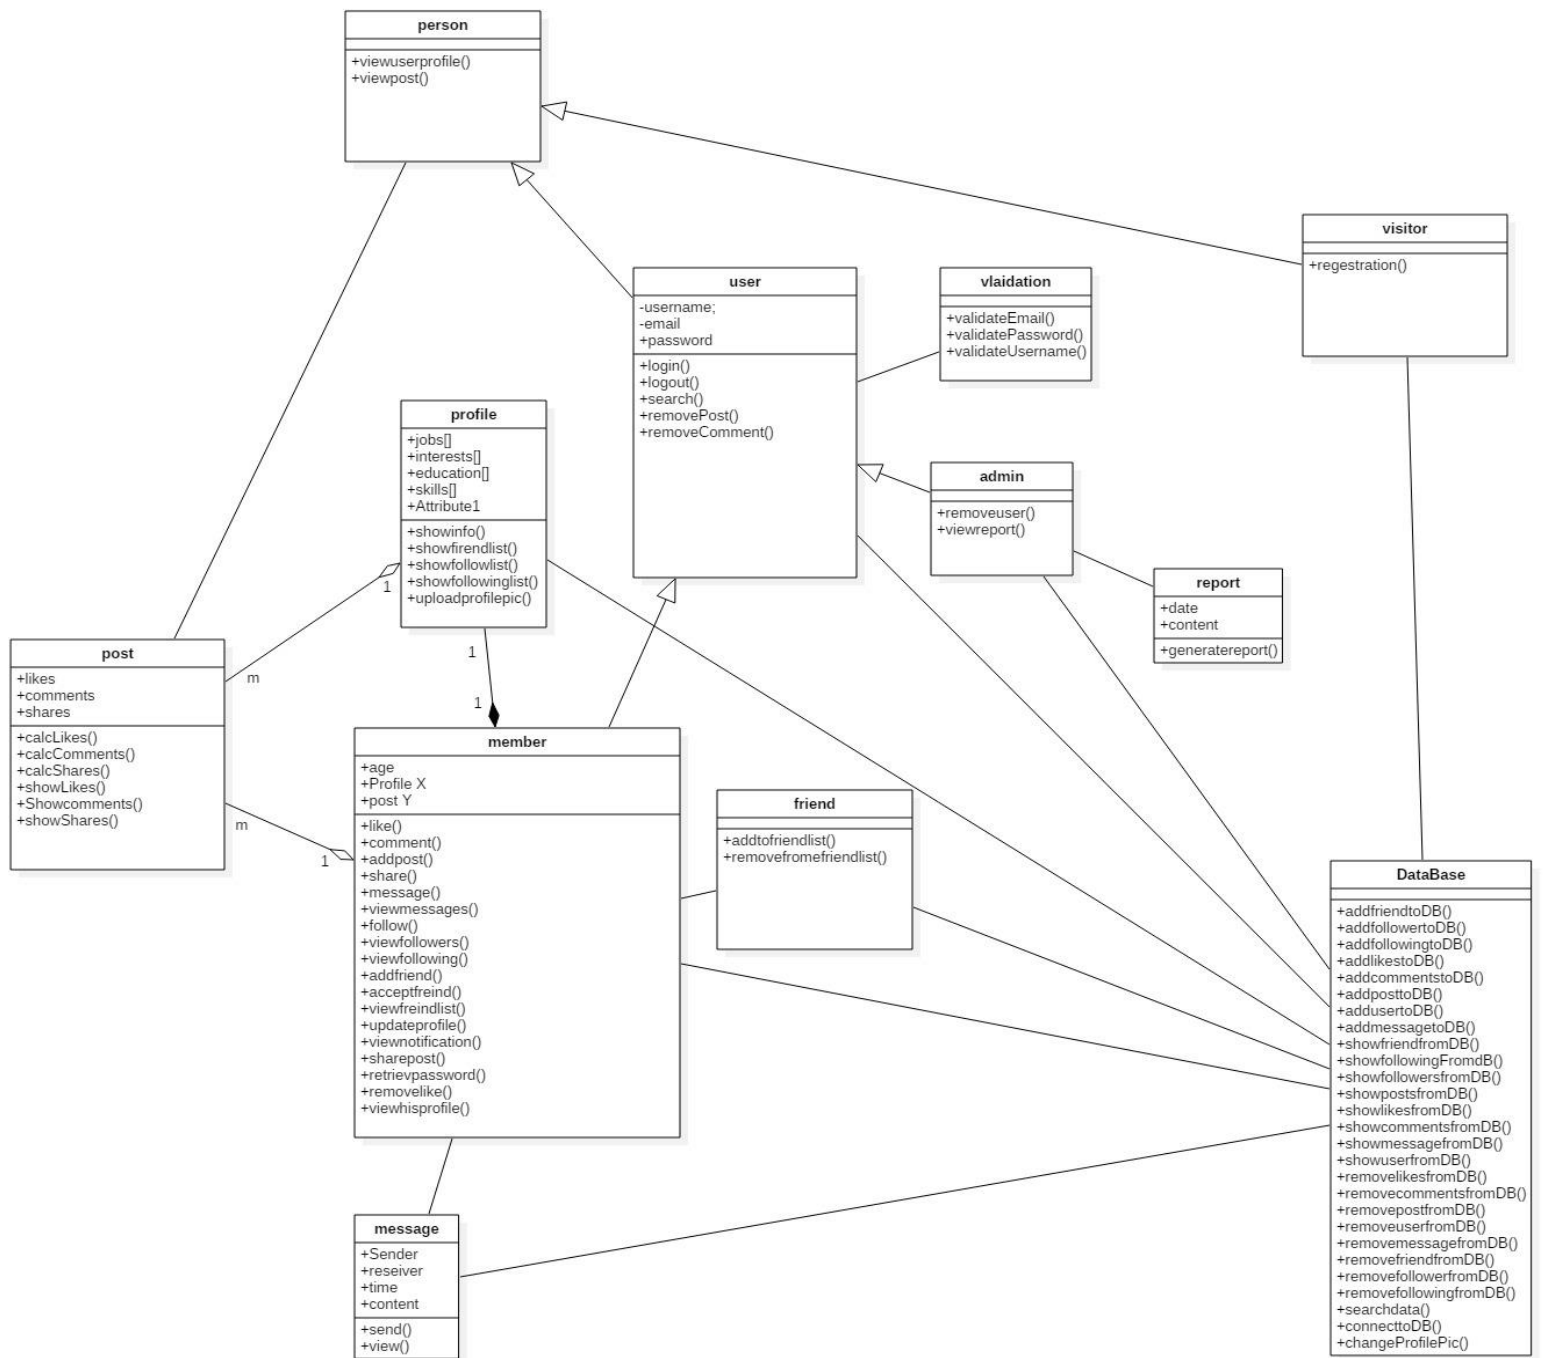 person
+viewuserprofile()
+viewpost()
visitor
+regestration()
user
-username;
-email
+password
+login()
+logout()
+search()
+removePost()
+removeComment()
vlaidation
+validateEmail()
+validatePassword()
+validateUsername()
profile
+jobs[]
+interests[]
+education[]
+skills[]
+Attribute1
+showinfo()
+showfirendlist()
+showfollowlist()
+showfollowinglist()
+uploadprofilepic()
admin
+removeuser()
+viewreport()
report
+date
+content
+generatereport()
1
m
1
1
post
+likes
+comments
+shares
+calcLikes()
+calcComments()
+calcShares()
+showLikes()
+Showcomments()
+showShares()
m
1
member
+age
+Profile X
+post Y
+like()
+comment()
+addpost()
+share()
+message()
+viewmessages()
+follow()
+viewfollowers()
+viewfollowing()
+addfriend()
+acceptfreind()
+viewfreindlist()
+updateprofile()
+viewnotification()
+sharepost()
+retrievpassword()
+removelike()
+viewhisprofile()
friend
+addtofriendlist()
+removefromefriendlist()
DataBase
+addfriendtoDB()
+addfollowertoDB()
+addfollowingtoDB()
+addlikestoDB()
+addcommentstoDB()
+addposttoDB()
+addusertoDB()
+addmessagetoDB()
+showfriendfromDB()
+showfollowingFromdB()
+showfollowersfromDB()
+showpostsfromDB()
+showlikesfromDB()
+showcommentsfromDB()
+showmessagefromDB()
+showuserfromDB()
+removelikesfromDB()
+removecommentsfromDB()
+removepostfromDB()
+removeuserfromDB()
+removemessagefromDB()
+removefriendfromDB()
+removefollowerfromDB()
+removefollowingfromDB()
+searchdata()
+connecttoDB()
+changeProfilePic()
message
+Sender
+reseiver
+time
+content
+send()
+view()